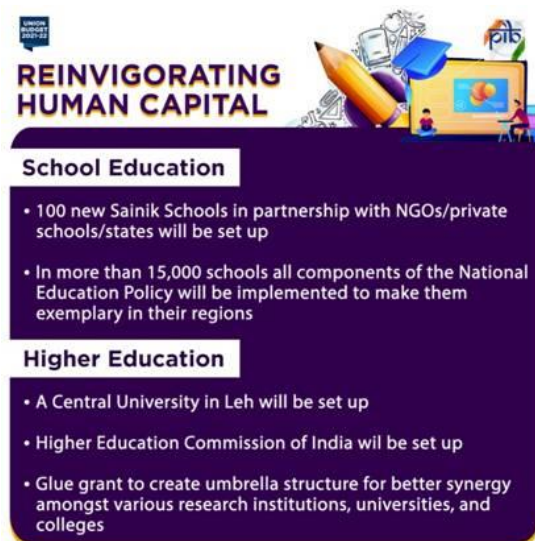 UNION
BUDGET
2021-22
pib
REINVIGORATING
HUMAN CAPITAL
School Education
• 100 new Sainik Schools in partnership with NGOs/private
schools/states will be set up
• In more than 15,000 schools all components of the National
Education Policy will be implemented to make them
exemplary in their regions
Higher Education
• A Central University in Leh will be set up
• Higher Education Commission of India wil be set up
• Glue grant to create umbrella structure for better synergy
amongst various research institutions, universities, and
colleges